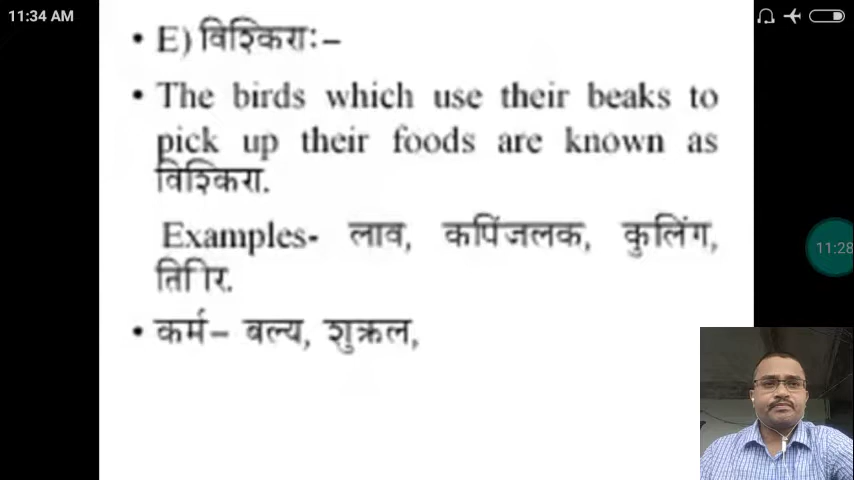 11:34 AM
• E) विश्किराः–
• The birds which use their beaks to
pick up their foods are known as
विश्किरा.
Examples- लाव, कपिंजलक, कुलिंग,
तिीिर.
• कर्म– बल्य, शुक्रल,
11:28